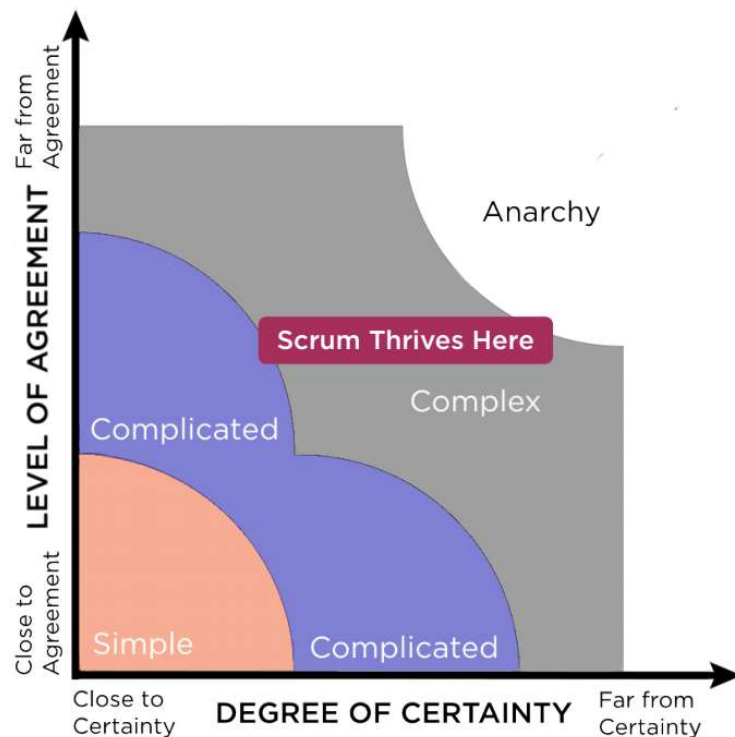 Far from
Agreement
LEVEL OF AGREEMENT
Close to
Agreement
Anarchy
Scrum Thrives Here
Complex
Complicated
Simple
Complicated
Close to
Certainty
DEGREE OF CERTAINTY
Far from
Certainty